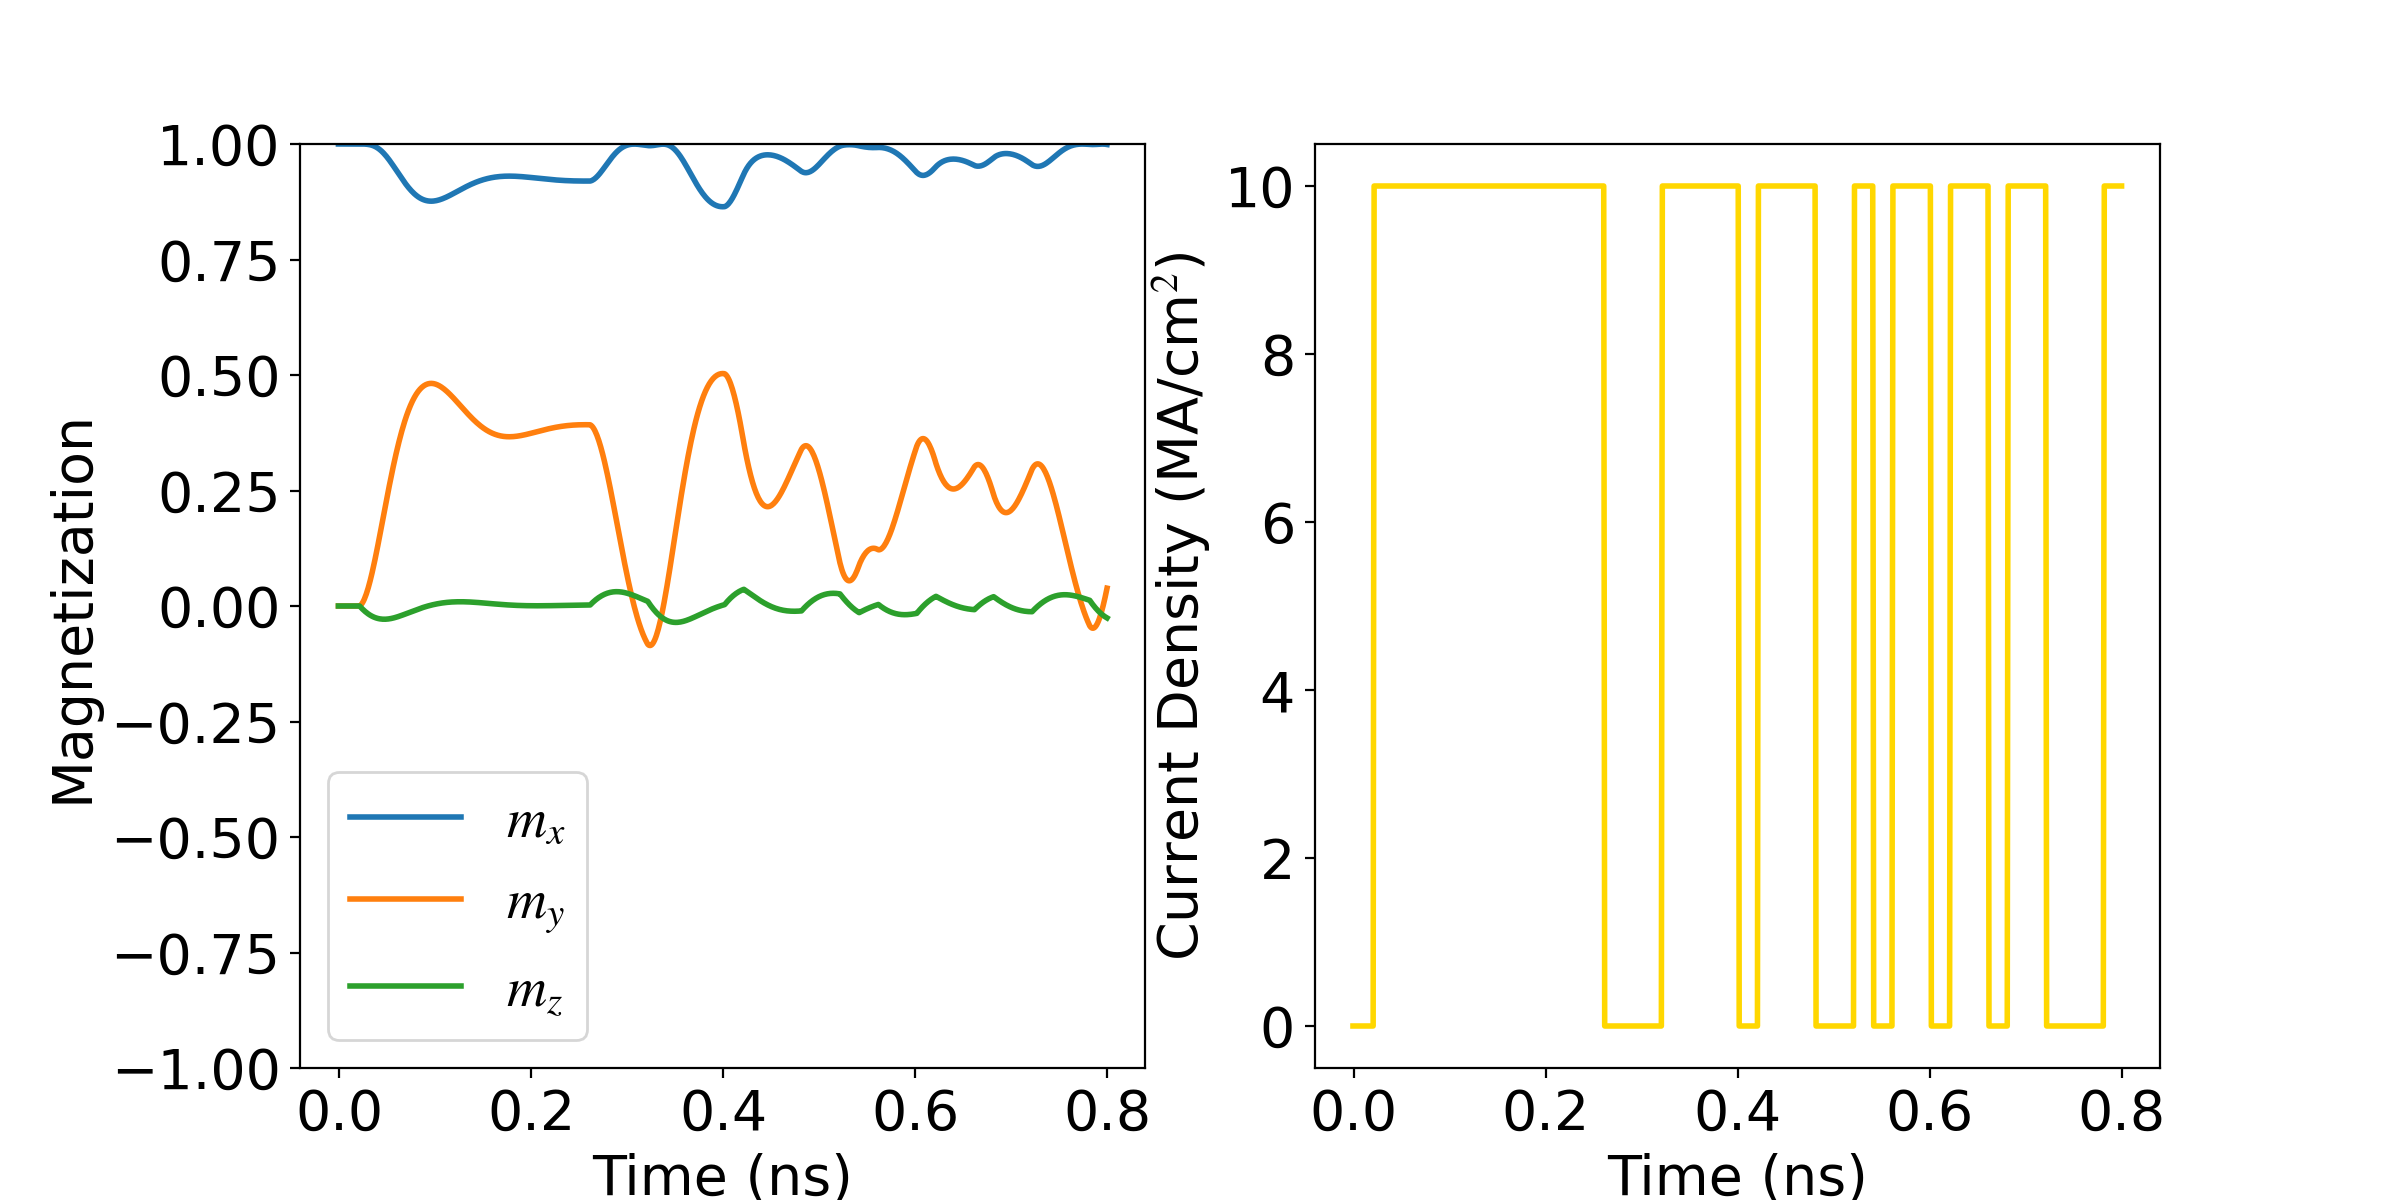 Magnetization
1.00
0.75
0.50
0.25
0.00
−0.25
−0.50
−0.75
−1.00
m_x
m_y
m_z
0.0 0.2 0.4 0.6 0.8
Time (ns)
Current Density (MA/cm²)
10
8
6
4
2
0
0.0 0.2 0.4 0.6 0.8
Time (ns)